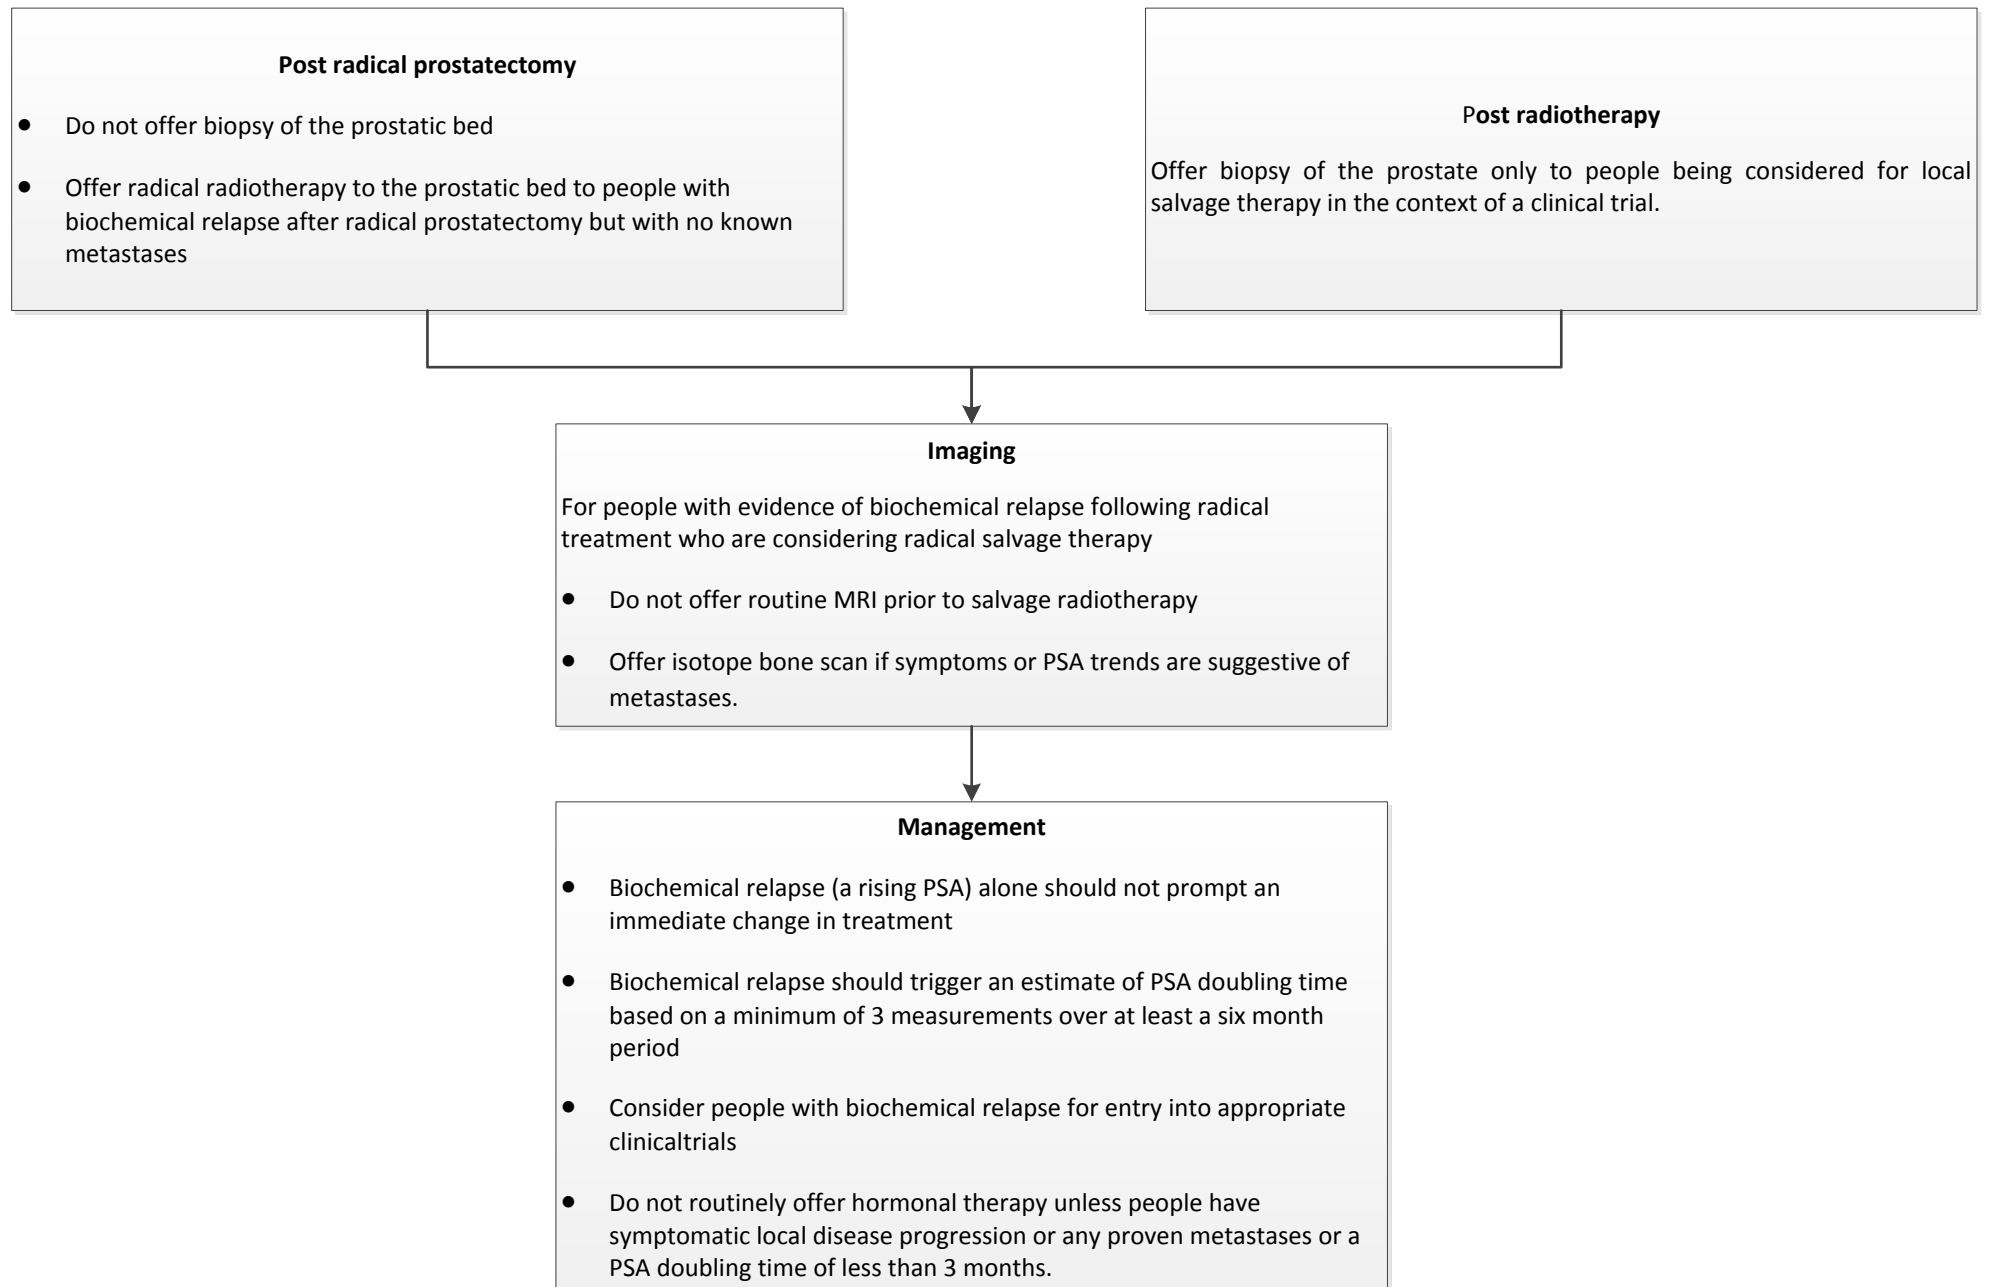 Post radical prostatectomy
● Do not offer biopsy of the prostatic bed
● Offer radical radiotherapy to the prostatic bed to people with
biochemical relapse after radical prostatectomy but with no known
metastases
Post radiotherapy
Offer biopsy of the prostate only to people being considered for local
salvage therapy in the context of a clinical trial.
Imaging
For people with evidence of biochemical relapse following radical
treatment who are considering radical salvage therapy
● Do not offer routine MRI prior to salvage radiotherapy
● Offer isotope bone scan if symptoms or PSA trends are suggestive of
metastases.
Management
● Biochemical relapse (a rising PSA) alone should not prompt an
immediate change in treatment
● Biochemical relapse should trigger an estimate of PSA doubling time
based on a minimum of 3 measurements over at least a six month
period
● Consider people with biochemical relapse for entry into appropriate
clinicaltrials
● Do not routinely offer hormonal therapy unless people have
symptomatic local disease progression or any proven metastases or a
PSA doubling time of less than 3 months.